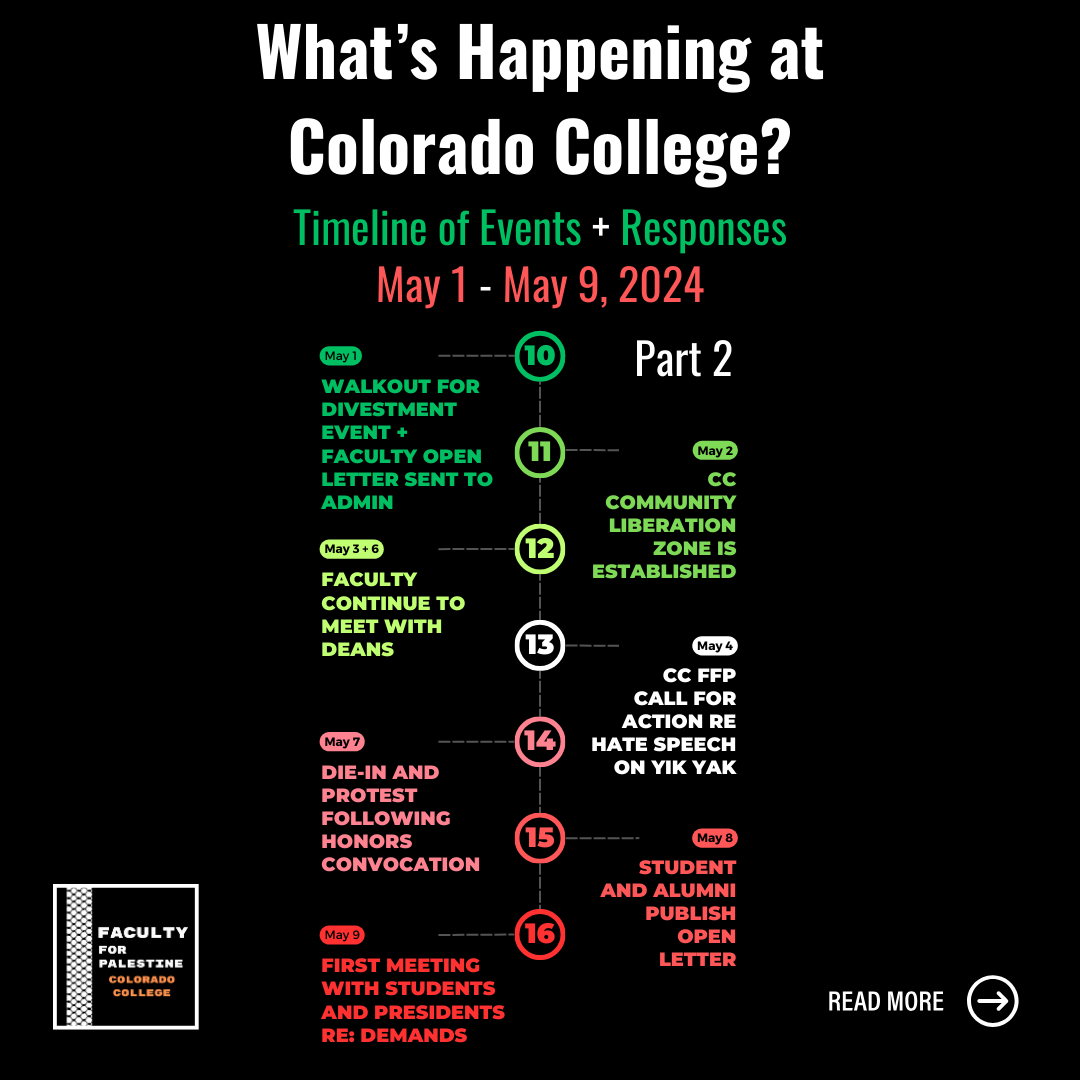 What’s Happening at
Colorado College?
Timeline of Events + Responses
May 1 - May 9, 2024
Part 2
10
May 1
WALKOUT FOR
DIVESTMENT
EVENT +
FACULTY OPEN
LETTER SENT TO
ADMIN
11
May 2
CC
COMMUNITY
LIBERATION
ZONE IS
ESTABLISHED
12
May 3 + 6
FACULTY
CONTINUE TO
MEET WITH
DEANS
13
May 4
CC FFP
CALL FOR
ACTION RE
HATE SPEECH
ON YIK YAK
14
May 7
DIE-IN AND
PROTEST
FOLLOWING
HONORS
CONVOCATION
15
May 8
STUDENT
AND ALUMNI
PUBLISH
OPEN
LETTER
16
May 9
FIRST MEETING
WITH STUDENTS
AND PRESIDENTS
RE: DEMANDS
FACULTY
FOR
PALESTINE
COLORADO
COLLEGE
READ MORE